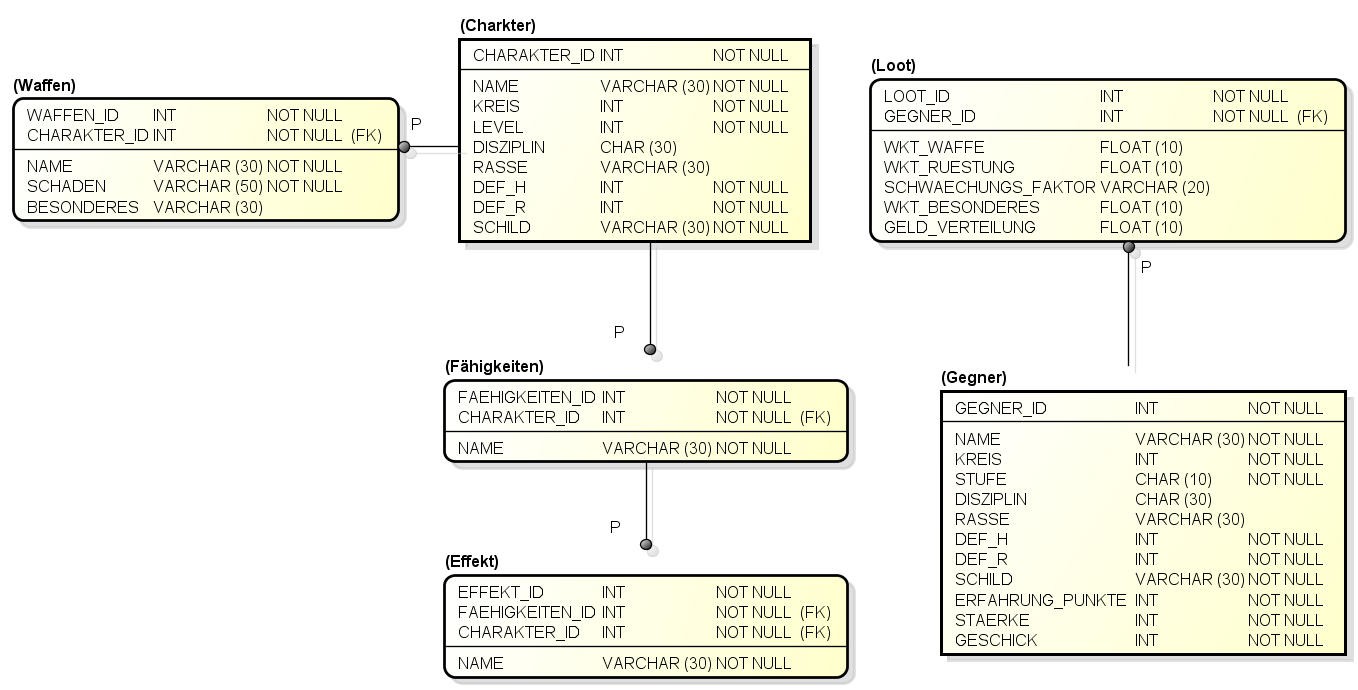 (Charkter)
CHARAKTER_ID INT NOT NULL
NAME VARCHAR (30) NOT NULL
KREIS INT NOT NULL
LEVEL INT NOT NULL
DISZIPLIN CHAR (30)
RASSE VARCHAR (30)
DEF_H INT NOT NULL
DEF_R INT NOT NULL
SCHILD VARCHAR (30) NOT NULL
(Waffen)
WAFFEN_ID INT NOT NULL
CHARAKTER_ID INT NOT NULL (FK)
NAME VARCHAR (30) NOT NULL
SCHADEN VARCHAR (50) NOT NULL
BESONDERES VARCHAR (30)
P
(Loot)
LOOT_ID INT NOT NULL
GEGNER_ID INT NOT NULL (FK)
WKT_WAFFE FLOAT (10)
WKT_RUESTUNG FLOAT (10)
SCHWAECHUNGS_FAKTOR VARCHAR (20)
WKT_BESONDERES FLOAT (10)
GELD_VERTEILUNG FLOAT (10)
P
P
(Fähigkeiten)
FAEHIGKEITEN_ID INT NOT NULL
CHARAKTER_ID INT NOT NULL (FK)
NAME VARCHAR (30) NOT NULL
P
(Effekt)
EFFEKT_ID INT NOT NULL
FAEHIGKEITEN_ID INT NOT NULL (FK)
CHARAKTER_ID INT NOT NULL (FK)
NAME VARCHAR (30) NOT NULL
(Gegner)
GEGNER_ID INT NOT NULL
NAME VARCHAR (30) NOT NULL
KREIS INT NOT NULL
STUFE CHAR (10) NOT NULL
DISZIPLIN CHAR (30)
RASSE VARCHAR (30)
DEF_H INT NOT NULL
DEF_R INT NOT NULL
SCHILD VARCHAR (30) NOT NULL
ERFAHRUNG_PUNKTE INT NOT NULL
STAERKE INT NOT NULL
GESCHICK INT NOT NULL